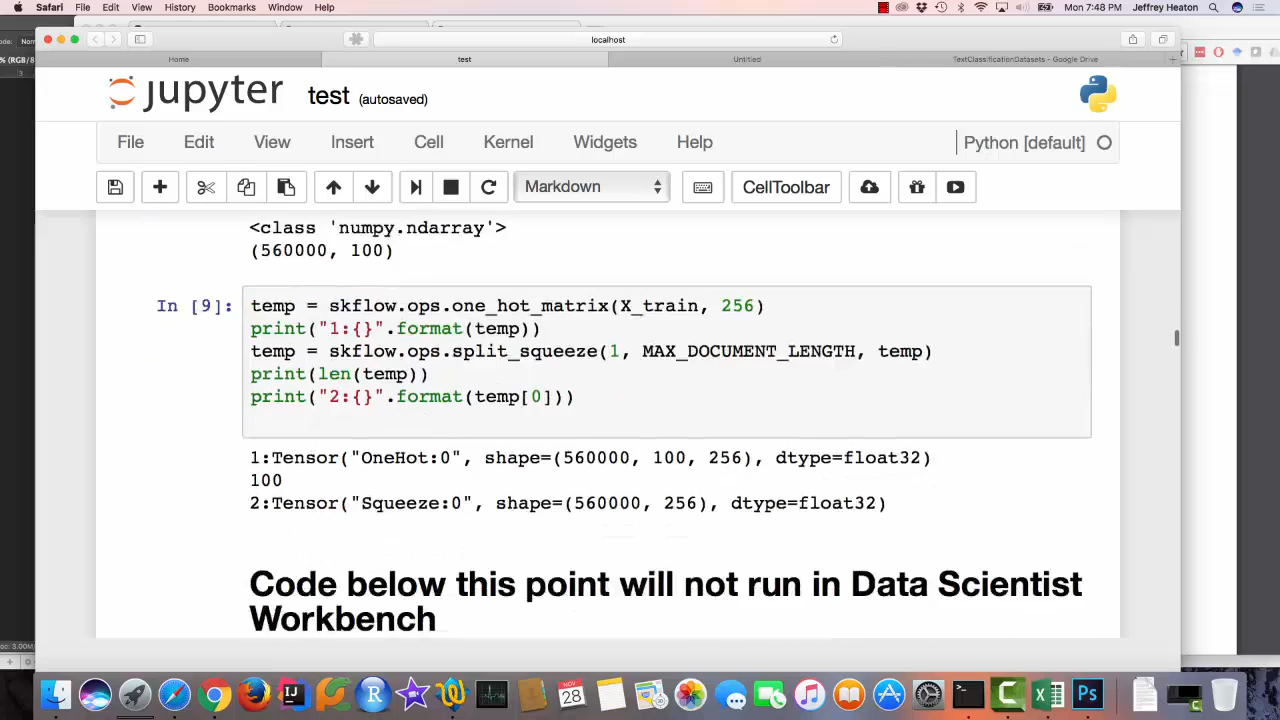 Safari File Edit View History Bookmarks Window Help Mon 7:48 PM Jeffrey Heaton
localhost
Home test Untitled TextClassificationDatasets - Google Drive
jupyter test (autosaved)
File Edit View Insert Cell Kernel Widgets Help Python [default]
Markdown CellToolbar
<class 'numpy.ndarray'>
(560000, 100)
In [9]: temp = skflow.ops.one_hot_matrix(X_train, 256)
print("1:{}".format(temp))
temp = skflow.ops.split_squeeze(1, MAX_DOCUMENT_LENGTH, temp)
print(len(temp))
print("2:{}".format(temp[0]))
1:Tensor("OneHot:0", shape=(560000, 100, 256), dtype=float32)
100
2:Tensor("Squeeze:0", shape=(560000, 256), dtype=float32)
Code below this point will not run in Data Scientist
Workbench
NOV
28